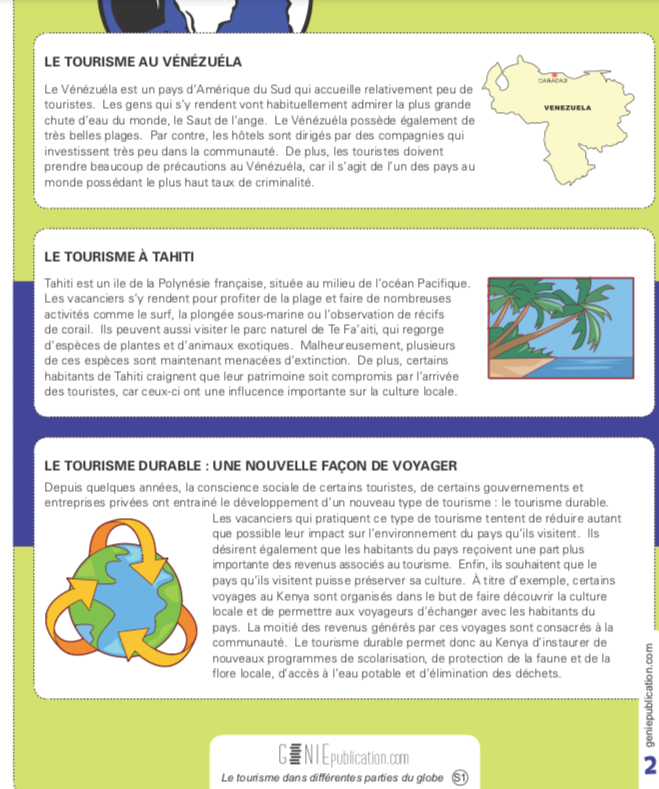 LE TOURISME AU VÉNÉZUÉLA
Le Vénézuéla est un pays d'Amérique du Sud qui accueille relativement peu de
touristes. Les gens qui s'y rendent vont habituellement admirer la plus grande
chute d'eau du monde, le Saut de l'ange. Le Vénézuéla possède également de
très belles plages. Par contre, les hôtels sont dirigés par des compagnies qui
investissent très peu dans la communauté. De plus, les touristes doivent
prendre beaucoup de précautions au Vénézuéla, car il s'agit de l'un des pays au
monde possédant le plus haut taux de criminalité.
CARACAS
VENEZUELA
LE TOURISME À TAHITI
Tahiti est un ile de la Polynésie française, située au milieu de l'océan Pacifique.
Les vacanciers s'y rendent pour profiter de la plage et faire de nombreuses
activités comme le surf, la plongée sous-marine ou l'observation de récifs
de corail. Ils peuvent aussi visiter le parc naturel de Te Fa'aiti, qui regorge
d'espèces de plantes et d'animaux exotiques. Malheureusement, plusieurs
de ces espèces sont maintenant menacées d'extinction. De plus, certains
habitants de Tahiti craignent que leur patrimoine soit compromis par l'arrivée
des touristes, car ceux-ci ont une influcence importante sur la culture locale.
LE TOURISME DURABLE : UNE NOUVELLE FAÇON DE VOYAGER
Depuis quelques années, la conscience sociale de certains touristes, de certains gouvernements et
entreprises privées ont entrainé le développement d'un nouveau type de tourisme : le tourisme durable.
Les vacanciers qui pratiquent ce type de tourisme tentent de réduire autant
que possible leur impact sur l'environnement du pays qu'ils visitent. Ils
désirent également que les habitants du pays reçoivent une part plus
importante des revenus associés au tourisme. Enfin, ils souhaitent que le
pays qu'ils visitent puisse préserver sa culture. À titre d'exemple, certains
voyages au Kenya sont organisés dans le but de faire découvrir la culture
locale et de permettre aux voyageurs d'échanger avec les habitants du
pays. La moitié des revenus générés par ces voyages sont consacrés à la
communauté. Le tourisme durable permet donc au Kenya d'instaurer de
nouveaux programmes de scolarisation, de protection de la faune et de la
flore locale, d'accès à l'eau potable et d'élimination des déchets.
GÉNIEpublication.com
Le tourisme dans différentes parties du globe S1
geniepublication.com
2